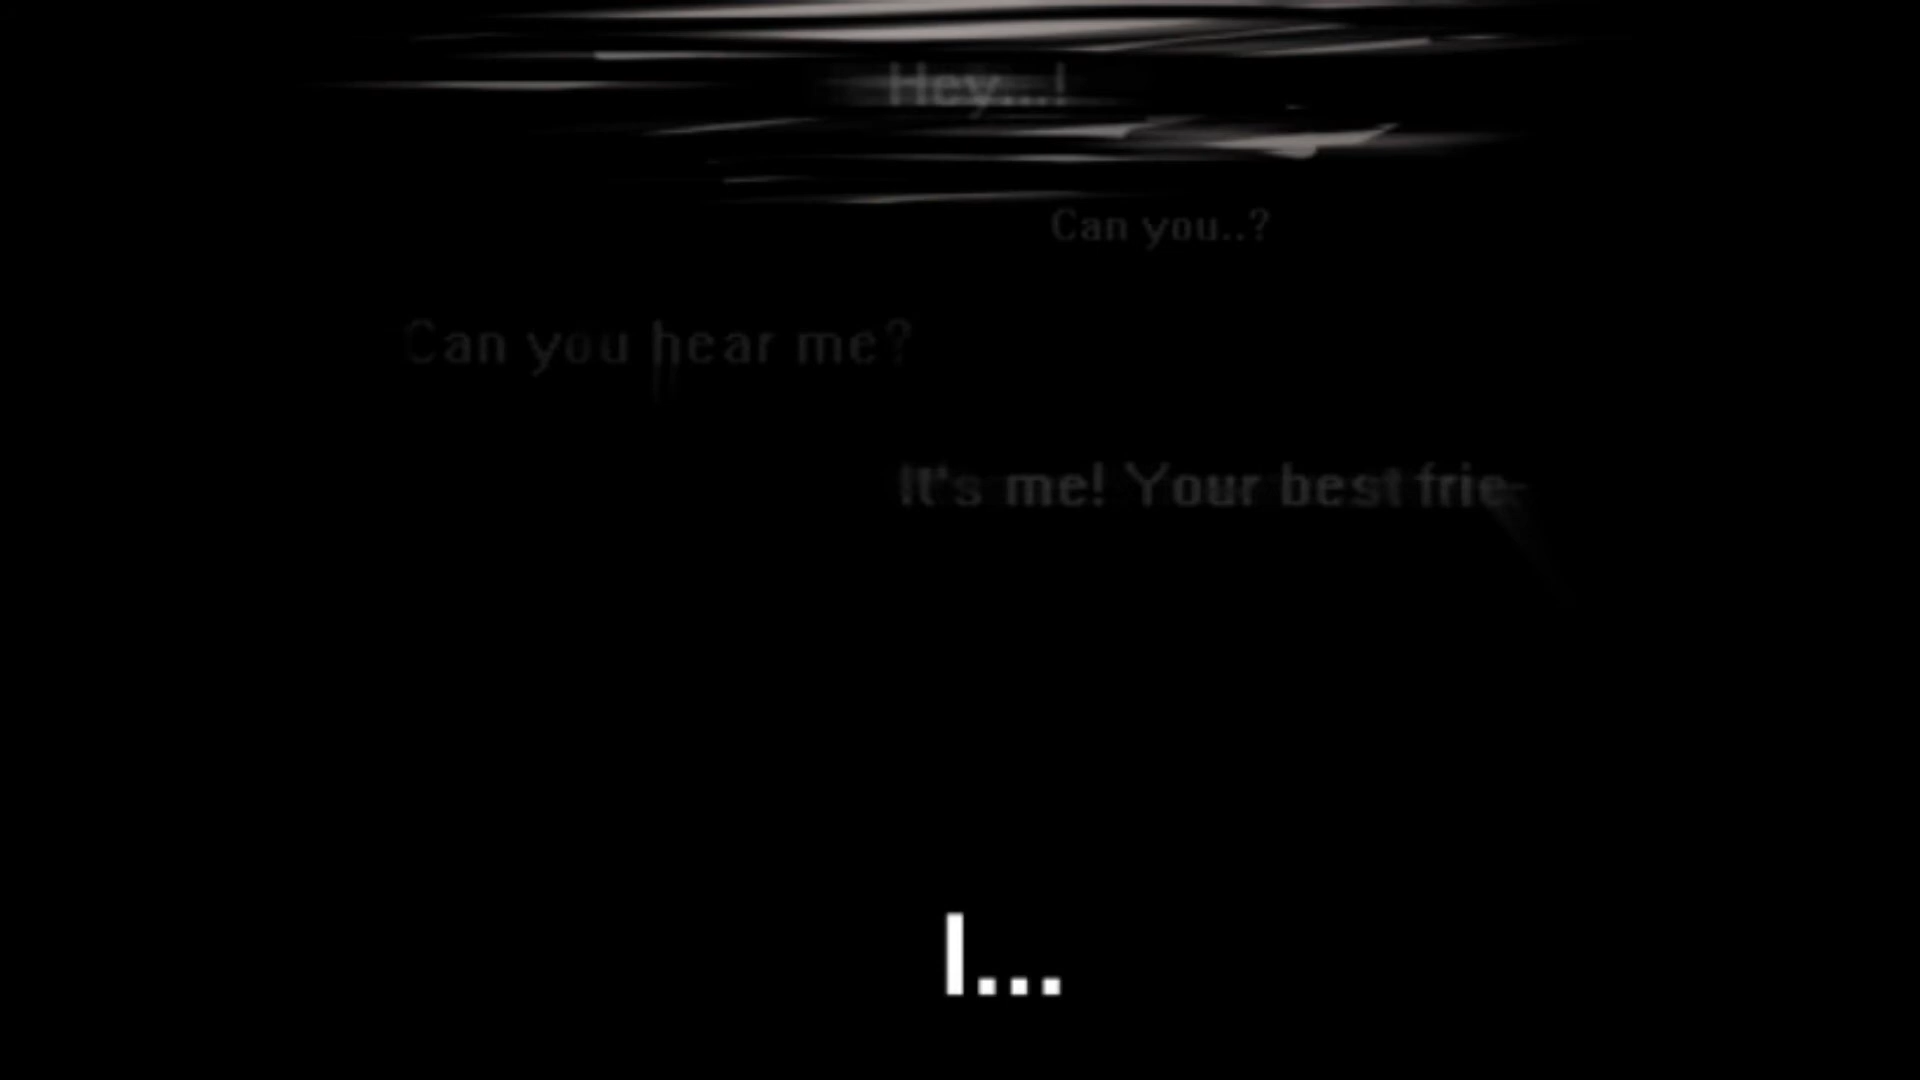 Hey...!
Can you..?
Can you hear me?
It's me! Your best frie-
I...